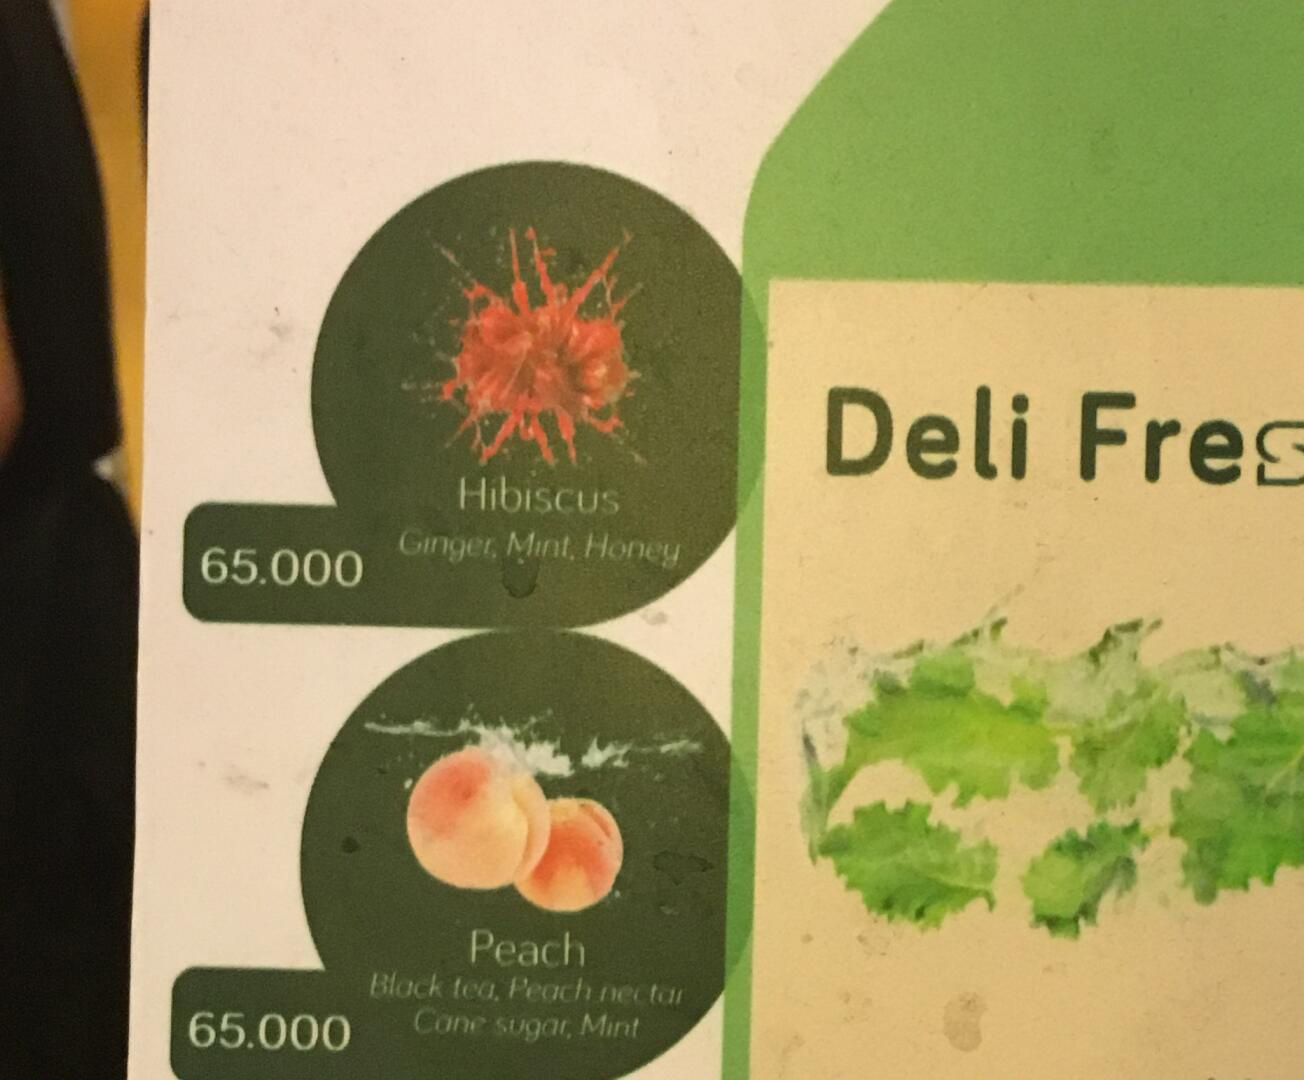 Hibiscus
Ginger, Mint, Honey
65.000
Peach
Black tea, Peach nectar
Cane sugar, Mint
65.000
Deli Fres